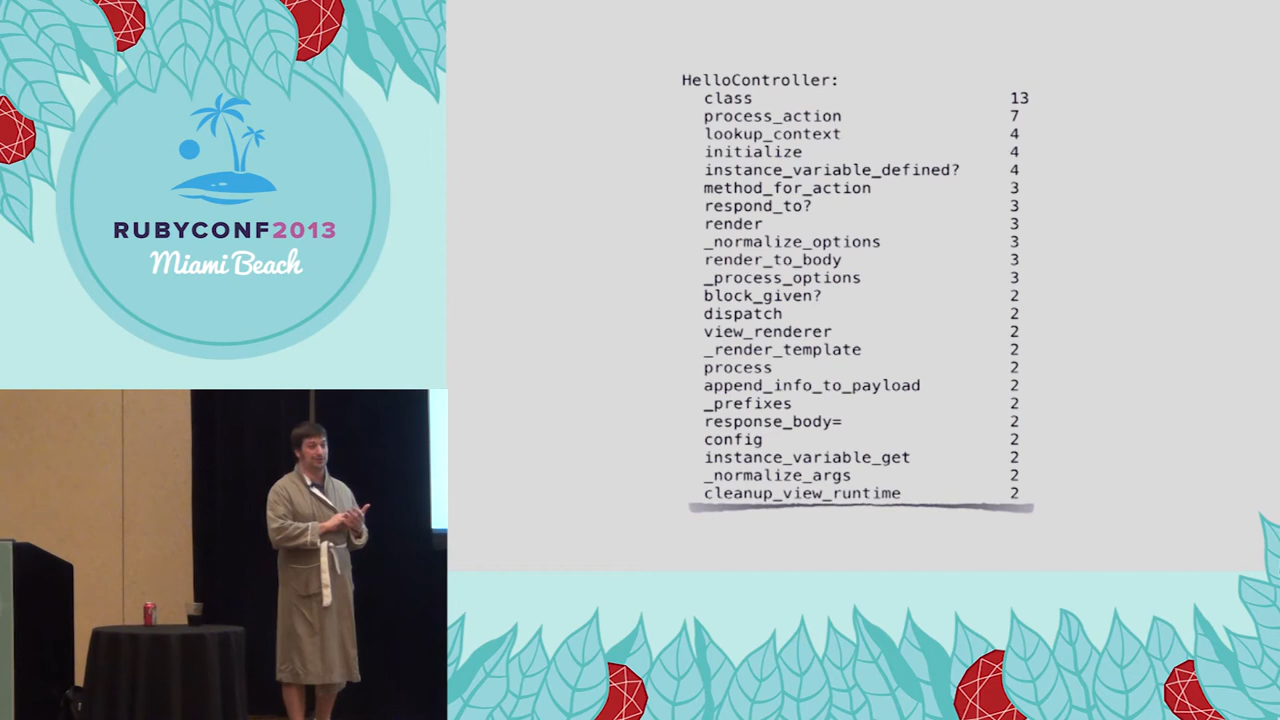 RUBYCONF2013
Miami Beach
HelloController:
class 13
process_action 7
lookup_context 4
initialize 4
instance_variable_defined? 4
method_for_action 3
respond_to? 3
render 3
_normalize_options 3
render_to_body 3
_process_options 3
block_given? 2
dispatch 2
view_renderer 2
_render_template 2
process 2
append_info_to_payload 2
_prefixes 2
response_body= 2
config 2
instance_variable_get 2
_normalize_args 2
cleanup_view_runtime 2